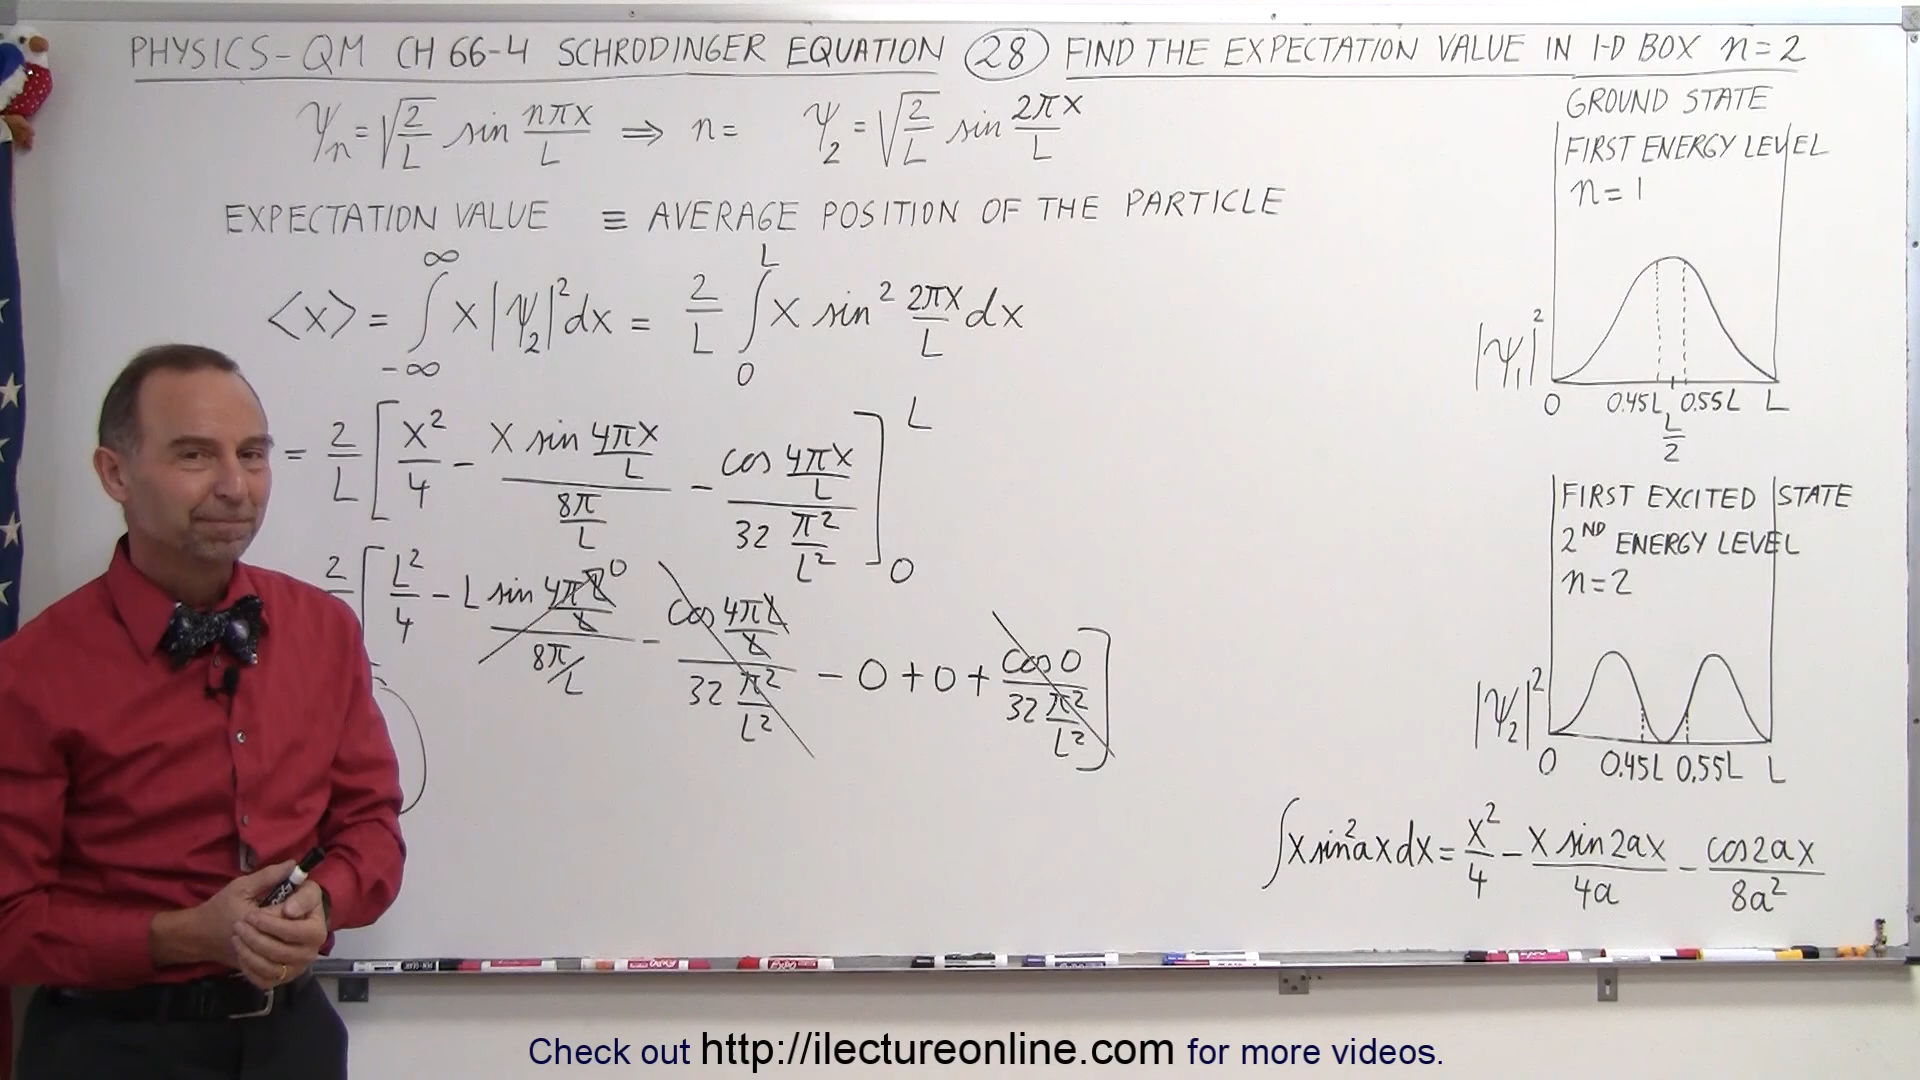 PHYSICS-QM CH 66-4 SCHRODINGER EQUATION 28 FIND THE EXPECTATION VALUE IN 1-D BOX n=2
ψn = √(2/L) sin nπx/L ⇒ n= ψ2 = √(2/L) sin 2πx/L
EXPECTATION VALUE ≡ AVERAGE POSITION OF THE PARTICLE
<x> = ∫_{-∞}^{∞} x |ψ2|² dx = 2/L ∫_0^L x sin² 2πx/L dx
= 2/L [ x²/4 - (x sin 4πx/L)/(8π/L) - (cos 4πx/L)/(32 π²/L²) ]_0^L
2/L [ L²/4 - (L sin 4πL/L)/(8π/L) 0 - (cos 4πL/L)/(32 π²/L²) - 0 + 0 + (cos 0)/(32 π²/L²) ]
GROUND STATE
FIRST ENERGY LEVEL
n=1
|ψ1|²
0 0.45L 0.55L L
L/2
FIRST EXCITED STATE
2ND ENERGY LEVEL
n=2
|ψ2|²
0 0.45L 0.55L L
∫x sin²ax dx = x²/4 - (x sin 2ax)/4a - (cos 2ax)/8a²
Check out http://ilectureonline.com for more videos.